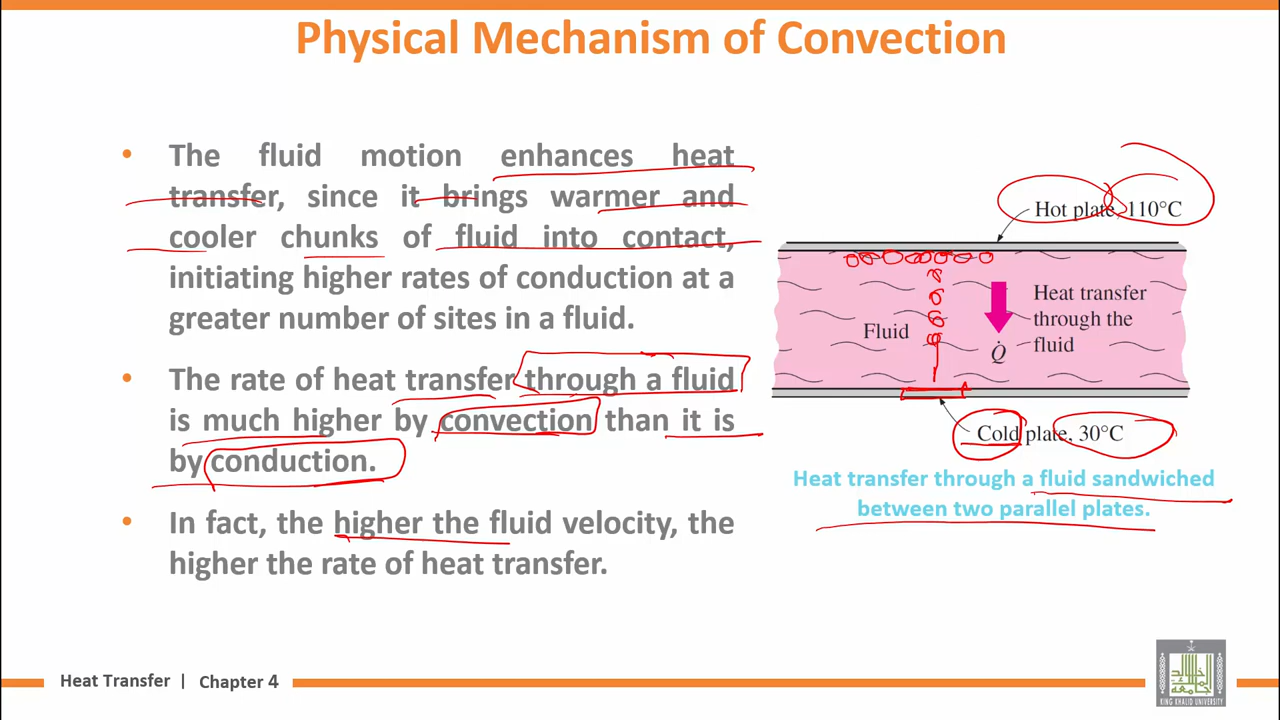 Physical Mechanism of Convection
• The fluid motion enhances heat
transfer, since it brings warmer and
cooler chunks of fluid into contact,
initiating higher rates of conduction at a
greater number of sites in a fluid.
• The rate of heat transfer through a fluid
is much higher by convection than it is
by conduction.
• In fact, the higher the fluid velocity, the
higher the rate of heat transfer.
Hot plate, 110°C
Heat transfer
through the
fluid
Fluid
Q̇
Cold plate, 30°C
Heat transfer through a fluid sandwiched
between two parallel plates.
Heat Transfer | Chapter 4
KING KHALID UNIVERSITY